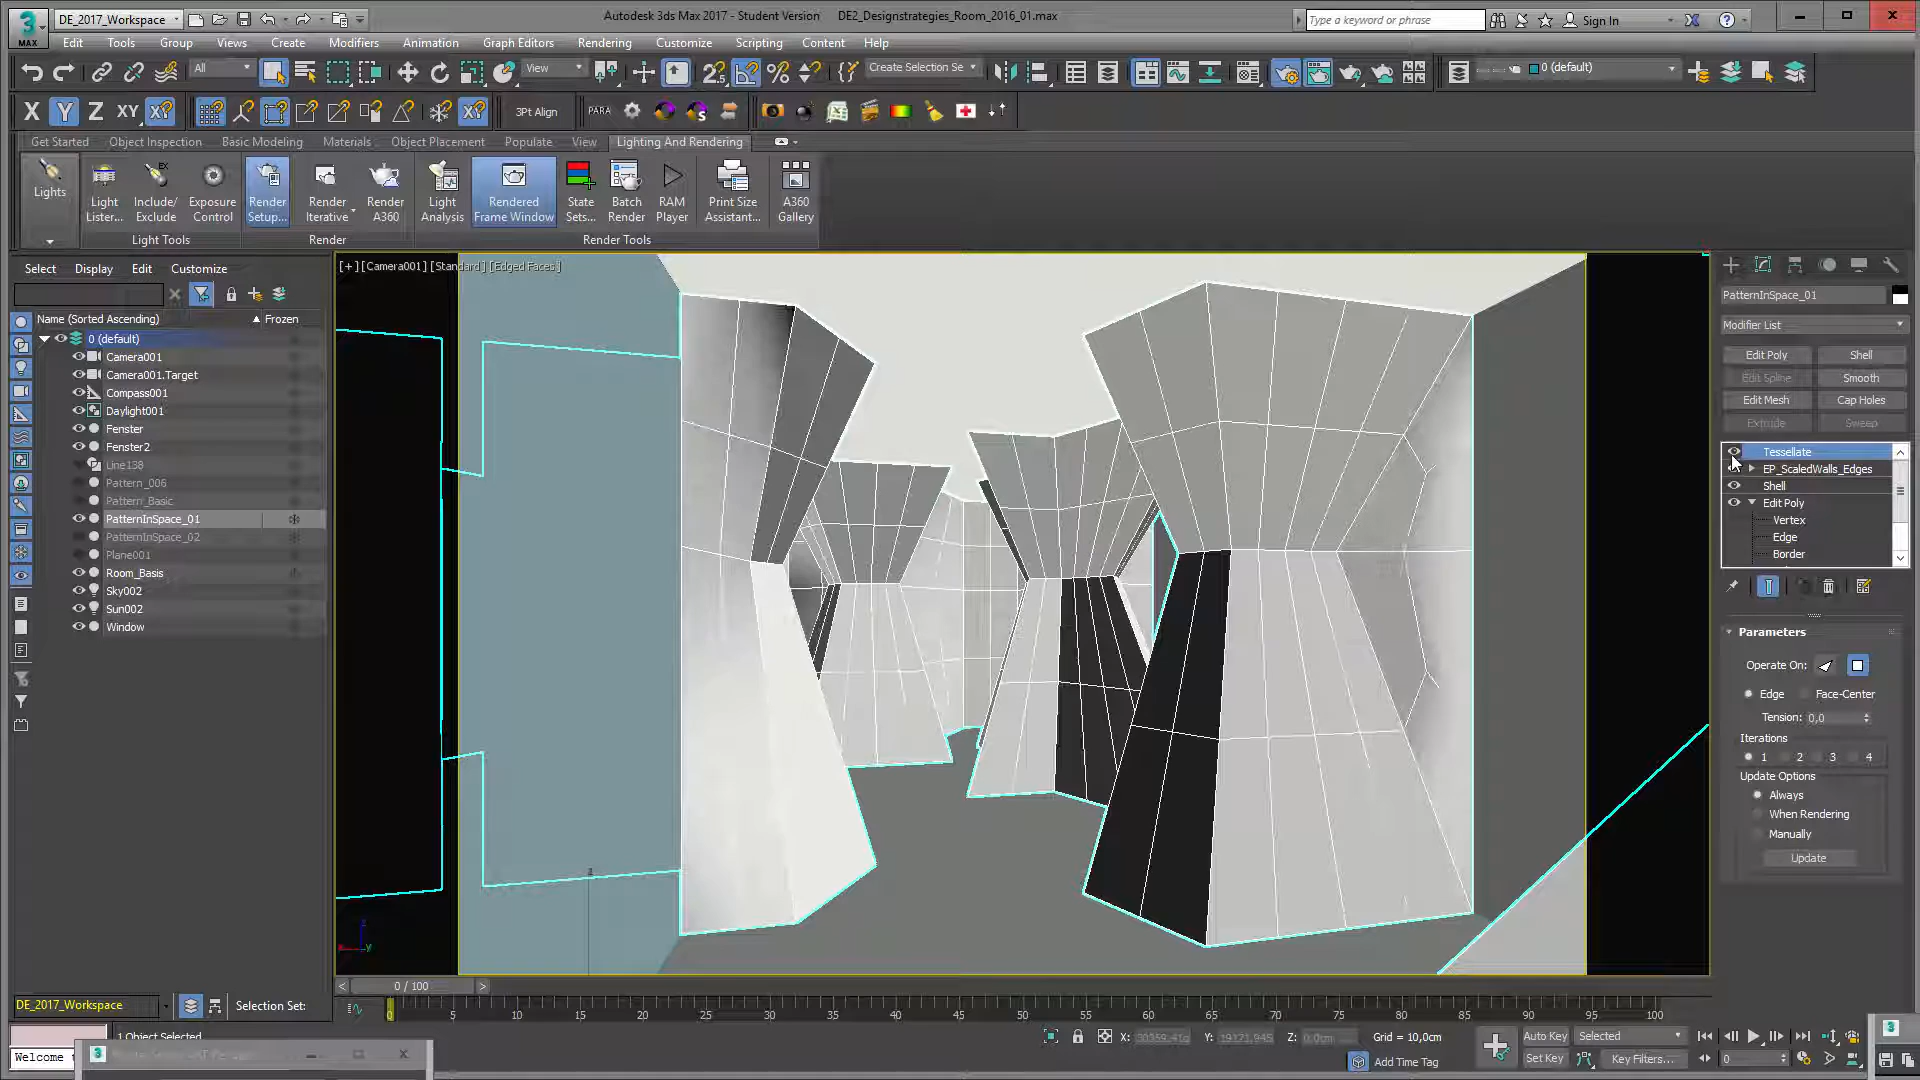 DE_2017_Workspace
Autodesk 3ds Max 2017 - Student Version DE2_Designstrategies_Room_2016_01.max
Type a keyword or phrase
Sign In
MAX
Edit Tools Group Views Create Modifiers Animation Graph Editors Rendering Customize Scripting Content Help
All
View
Create Selection Se
0 (default)
X Y Z XY
3Pt Align
PARA
Get Started Object Inspection Basic Modeling Materials Object Placement Populate View Lighting And Rendering
Lights
Light Lister...
Include/ Exclude
Exposure Control
Render Setup...
Render Iterative
Render A360
Light Analysis
Rendered Frame Window
State Sets...
Batch Render
RAM Player
Print Size Assistant...
A360 Gallery
Light Tools
Render
Render Tools
Select Display Edit Customize
Name (Sorted Ascending) Frozen
0 (default)
Camera001
Camera001.Target
Compass001
Daylight001
Fenster
Fenster2
Line138
Pattern_006
Pattern_Basic
PatternInSpace_01
PatternInSpace_02
Plane001
Room_Basis
Sky002
Sun002
Window
[+] [Camera001] [Standard] [Edged Faces]
PatternInSpace_01
Modifier List
Edit Poly Shell
Edit Spline Smooth
Edit Mesh Cap Holes
Extrude Sweep
Tessellate
EP_ScaledWalls_Edges
Shell
Edit Poly
Vertex
Edge
Border
Parameters
Operate On:
Edge Face-Center
Tension: 0,0
Iterations
1 2 3 4
Update Options
Always
When Rendering
Manually
Update
0 / 100
DE_2017_Workspace
Selection Set:
0 5 10 15 20 25 30 35 40 45 50 55 60 65 70 75 80 85 90 95 100
1 Object Selected
X: Y: 19121,945 Z: 0,0cm
Grid = 10,0cm
Auto Key Selected
Welcome
Add Time Tag
Set Key Key Filters...
0